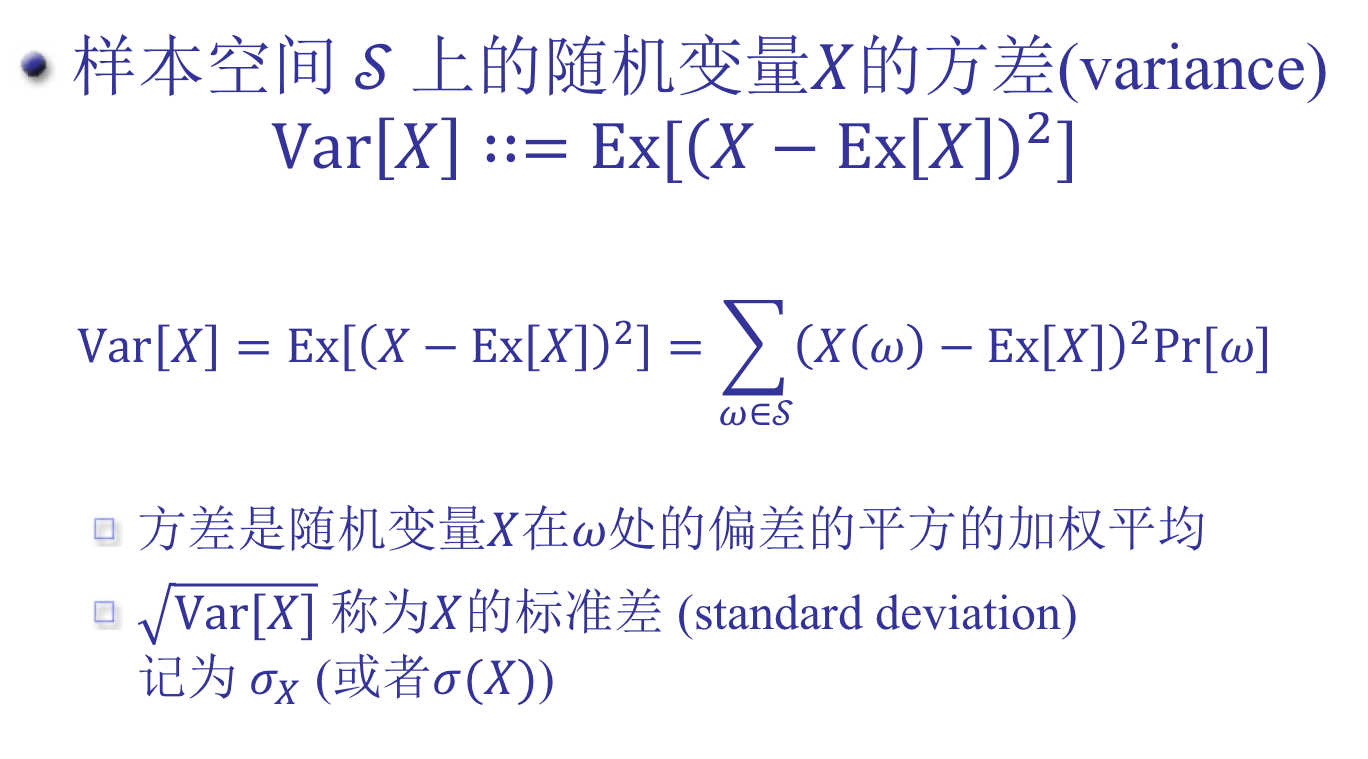 样本空间 𝒮 上的随机变量X的方差(variance)
Var[X] ::= Ex[(X − Ex[X])²]
Var[X] = Ex[(X − Ex[X])²] = ∑_{ω∈𝒮} (X(ω) − Ex[X])²Pr[ω]
方差是随机变量X在ω处的偏差的平方的加权平均
√Var[X] 称为X的标准差 (standard deviation)
记为 σ_X (或者σ(X))